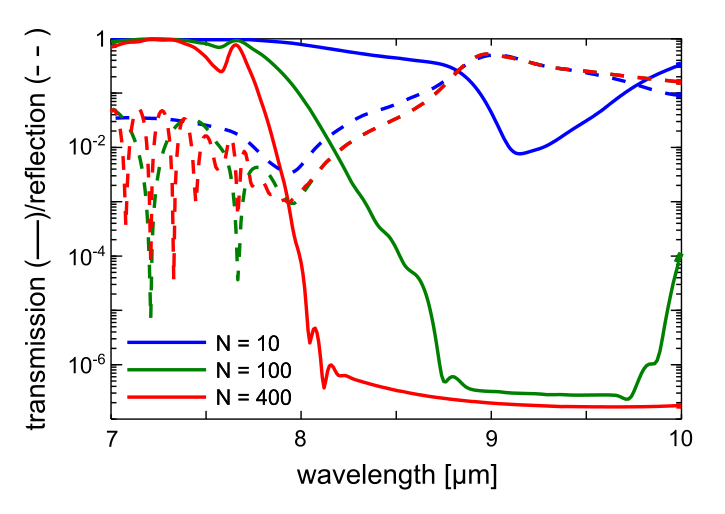 transmission (—)/reflection (- - )
1
10-2
10-4
10-6
N = 10
N = 100
N = 400
7
8
9
10
wavelength [µm]